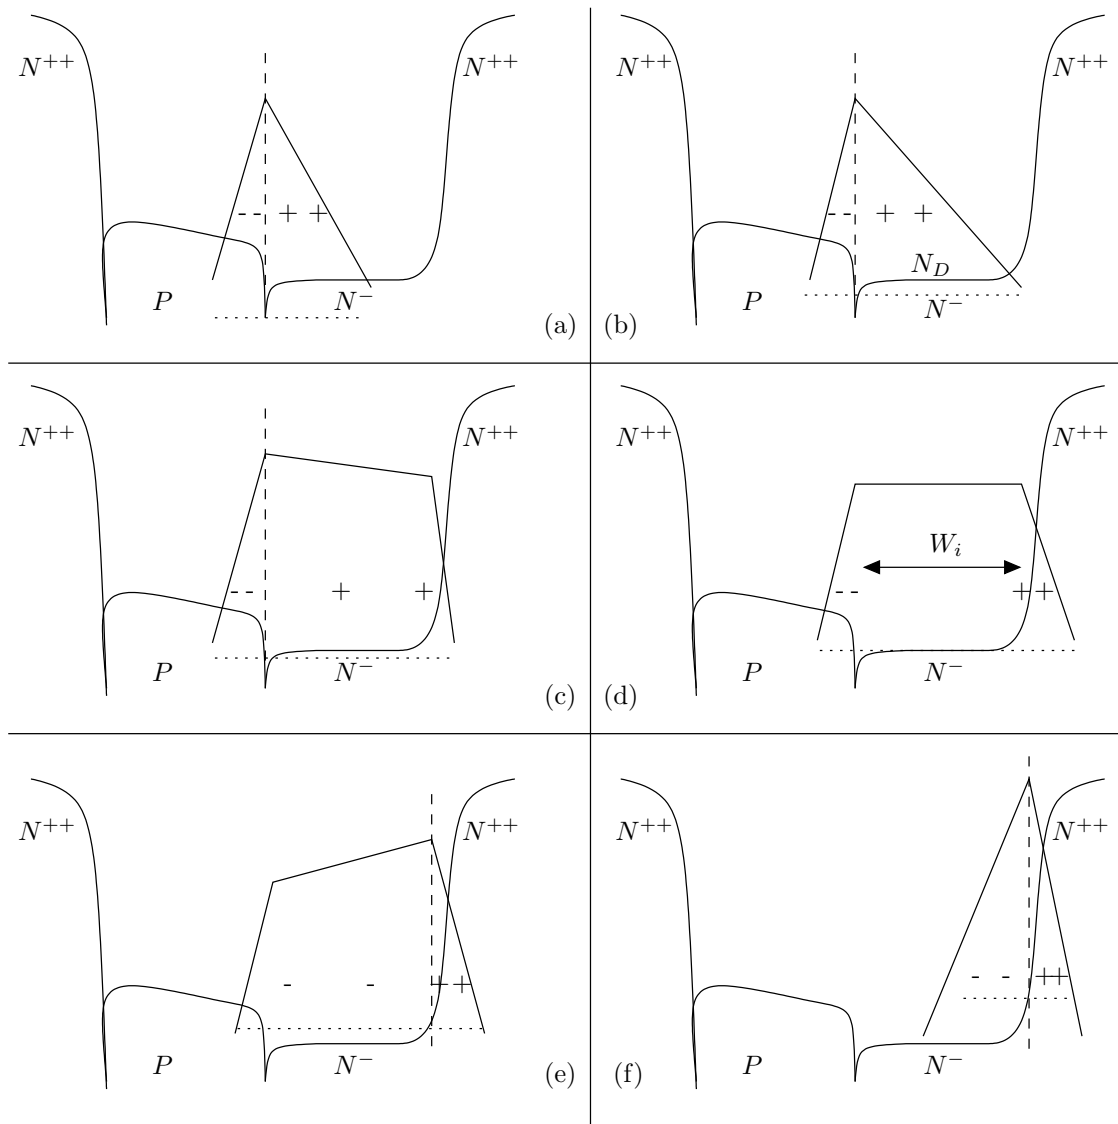 N++ N++
-- + +
P N-
(a)
N++ N++
-- + +
N_D
P N-
(b)
N++ N++
-- + +
P N-
(c)
N++ N++
W_i
-- ++
P N-
(d)
N++ N++
- - ++
P N-
(e)
N++ N++
- - ++
P N-
(f)